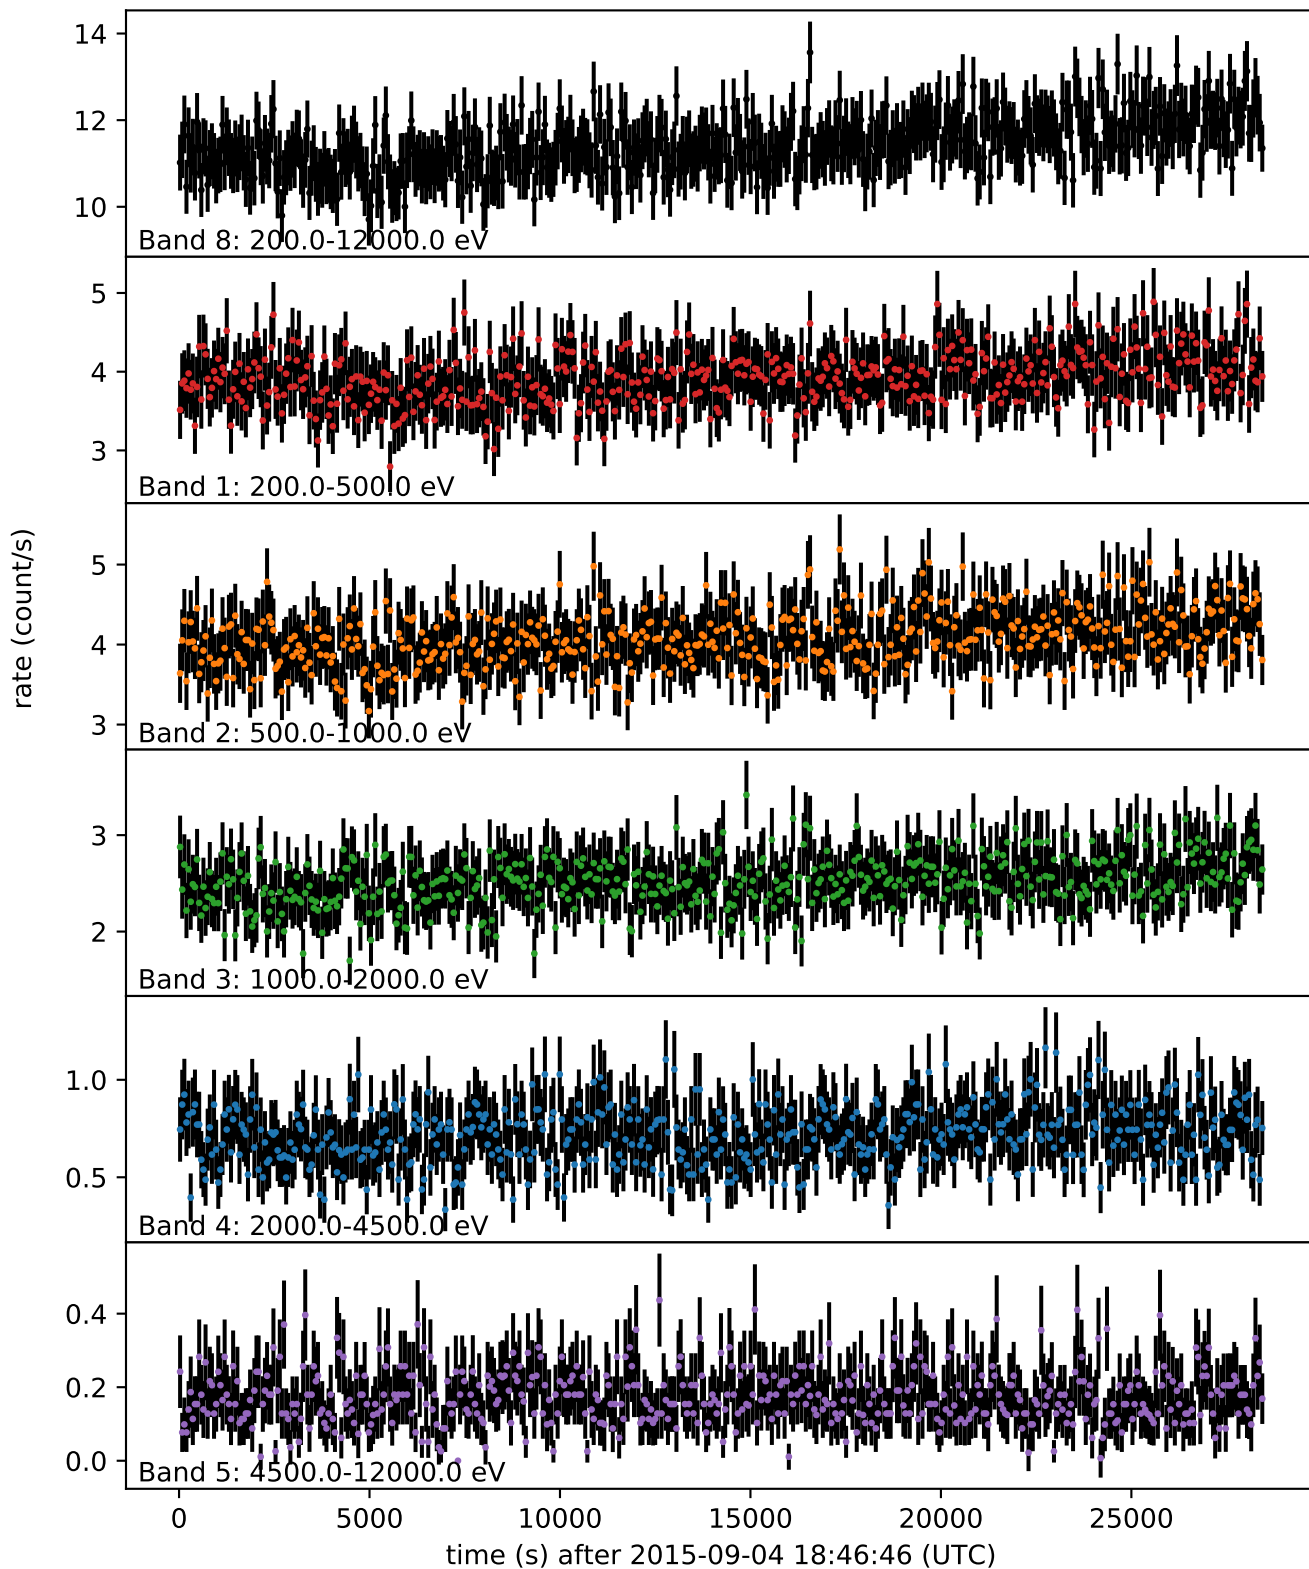 14
12
10
Band 8: 200.0-12000.0 eV
5
4
3
Band 1: 200.0-500.0 eV
rate (count/s)
5
4
3
Band 2: 500.0-1000.0 eV
3
2
Band 3: 1000.0-2000.0 eV
1.0
0.5
Band 4: 2000.0-4500.0 eV
0.4
0.2
0.0
Band 5: 4500.0-12000.0 eV
0 5000 10000 15000 20000 25000
time (s) after 2015-09-04 18:46:46 (UTC)